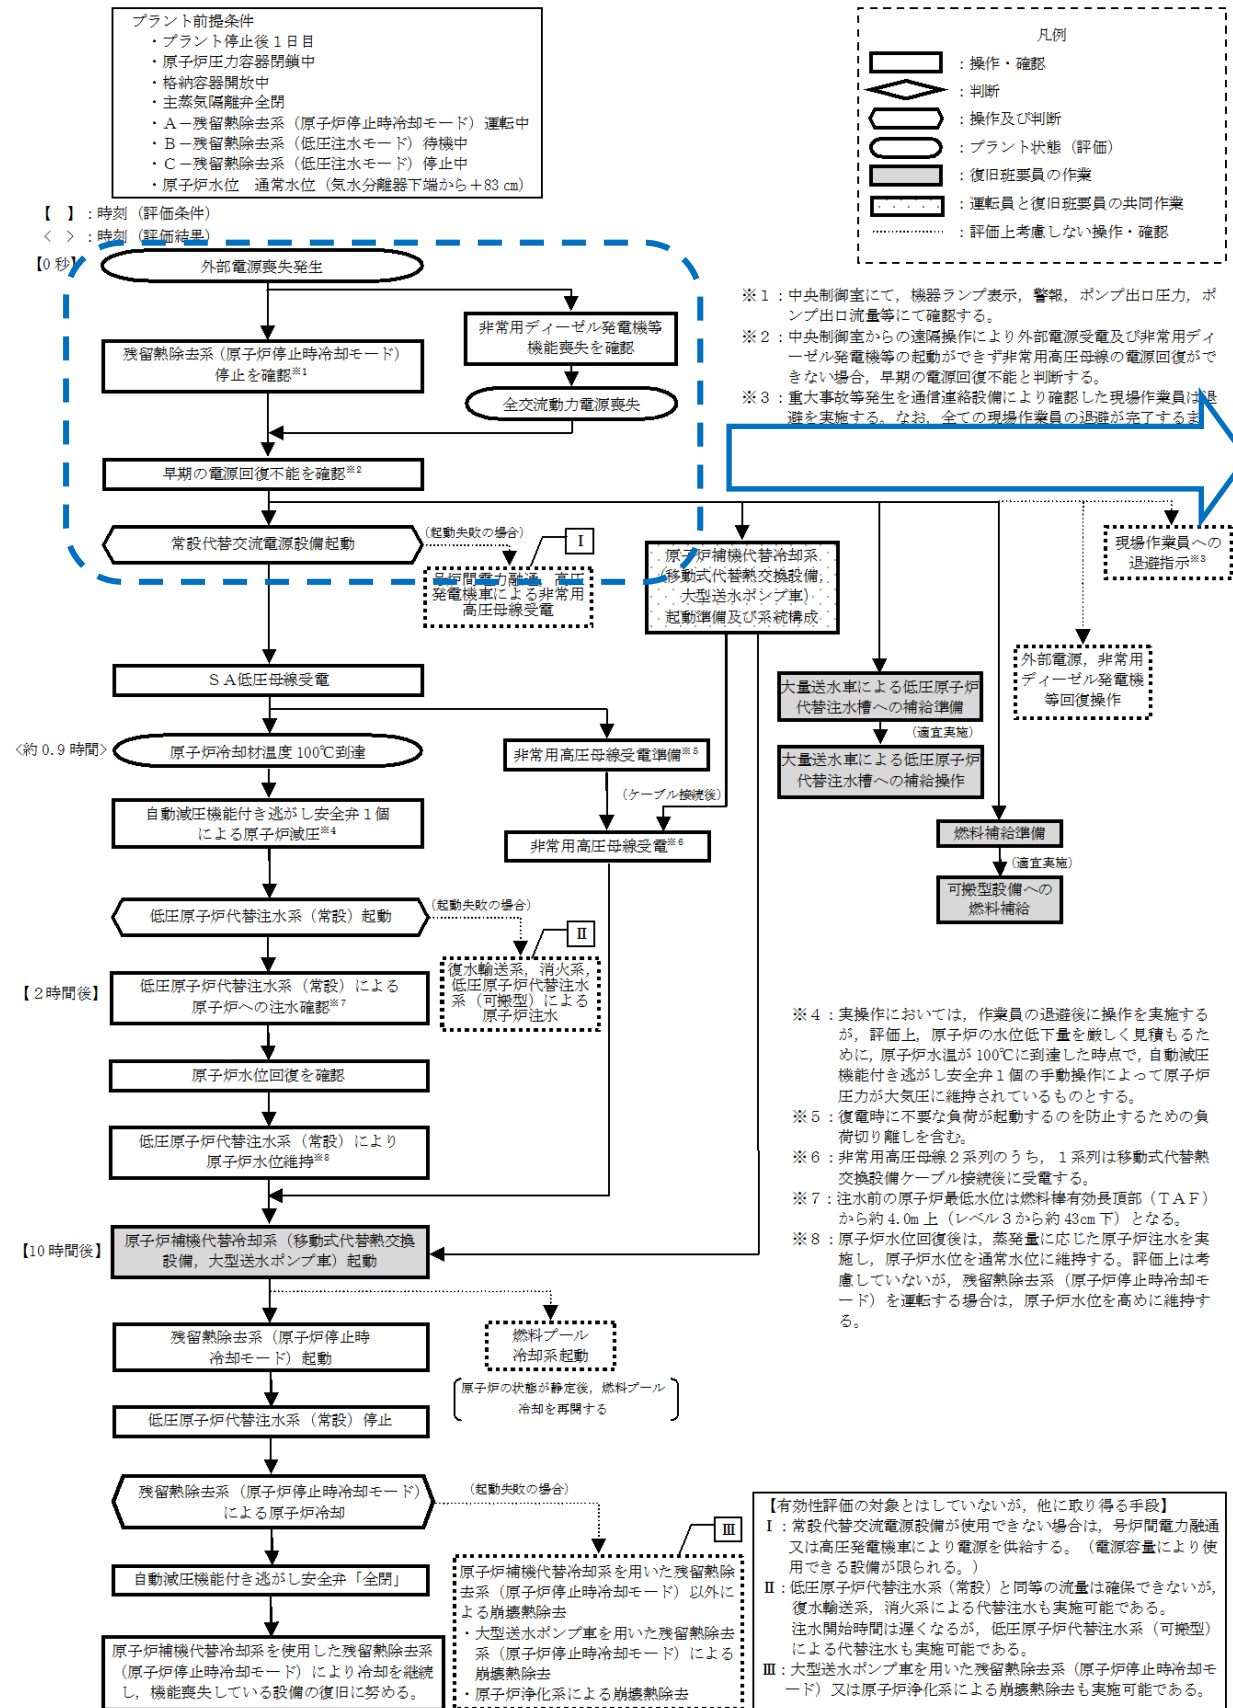 プラント前提条件
・プラント停止後1日目
・原子炉圧力容器閉鎖中
・格納容器開放中
・主蒸気隔離弁全閉
・A－残留熱除去系（原子炉停止時冷却モード）運転中
・B－残留熱除去系（低圧注水モード）待機中
・C－残留熱除去系（低圧注水モード）停止中
・原子炉水位　通常水位（気水分離器下端から＋83㎝）
凡例
：操作・確認
：判断
：操作及び判断
：プラント状態（評価）
：復旧班要員の作業
：運転員と復旧班要員の共同作業
：評価上考慮しない操作・確認
【　】：時刻（評価条件）
＜　＞：時刻（評価結果）
【0秒】
外部電源喪失発生
非常用ディーゼル発電機等
機能喪失を確認
残留熱除去系（原子炉停止時冷却モード）
停止を確認※1
全交流動力電源喪失
早期の電源回復不能を確認※2
※1：中央制御室にて，機器ランプ表示，警報，ポンプ出口圧力，ポ
ンプ出口流量等にて確認する。
※2：中央制御室からの遠隔操作により外部電源受電及び非常用ディ
ーゼル発電機等の起動ができず非常用高圧母線の電源回復がで
きない場合，早期の電源回復不能と判断する。
※3：重大事故等発生を通信連絡設備により確認した現場作業員は退
避を実施する。なお，全ての現場作業員の退避が完了するま
常設代替交流電源設備起動
（起動失敗の場合）
Ⅰ
号炉間電力融通，高圧
発電機車による非常用
高圧母線受電
原子炉補機代替冷却系
（移動式代替熱交換設備，
大型送水ポンプ車）
起動準備及び系統構成
現場作業員への
退避指示※3
外部電源，非常用
ディーゼル発電機
等回復操作
SA低圧母線受電
大量送水車による低圧原子炉
代替注水槽への補給準備
（適宜実施）
大量送水車による低圧原子炉
代替注水槽への補給操作
＜約0.9時間＞
原子炉冷却材温度100℃到達
非常用高圧母線受電準備※5
（ケーブル接続後）
自動減圧機能付き逃がし安全弁1個
による原子炉減圧※4
非常用高圧母線受電※6
燃料補給準備
（適宜実施）
可搬型設備への
燃料補給
低圧原子炉代替注水系（常設）起動
（起動失敗の場合）
Ⅱ
復水輸送系，消火系，
低圧原子炉代替注水
系（可搬型）による
原子炉注水
【2時間後】
低圧原子炉代替注水系（常設）による
原子炉への注水確認※7
原子炉水位回復を確認
低圧原子炉代替注水系（常設）により
原子炉水位維持※8
※4：実操作においては，作業員の退避後に操作を実施する
が，評価上，原子炉の水位低下量を厳しく見積もるた
めに，原子炉水温が100℃に到達した時点で，自動減圧
機能付き逃がし安全弁1個の手動操作によって原子炉
圧力が大気圧に維持されているものとする。
※5：復電時に不要な負荷が起動するのを防止するための負
荷切り離しを含む。
※6：非常用高圧母線2系列のうち，1系列は移動式代替熱
交換設備ケーブル接続後に受電する。
※7：注水前の原子炉最低水位は燃料棒有効長頂部（TAF）
から約4.0m上（レベル3から約43cm下）となる。
※8：原子炉水位回復後は，蒸発量に応じた原子炉注水を実
施し，原子炉水位を通常水位に維持する。評価上は考
慮していないが，残留熱除去系（原子炉停止時冷却モ
ード）を運転する場合は，原子炉水位を高めに維持す
る。
【10時間後】
原子炉補機代替冷却系（移動式代替熱交換
設備，大型送水ポンプ車）起動
残留熱除去系（原子炉停止時
冷却モード）起動
燃料プール
冷却系起動
原子炉の状態が静定後，燃料プール
冷却を再開する
低圧原子炉代替注水系（常設）停止
残留熱除去系（原子炉停止時冷却モード）
による原子炉冷却
（起動失敗の場合）
Ⅲ
自動減圧機能付き逃がし安全弁「全閉」
原子炉補機代替冷却系を用いた残留熱除
去系（原子炉停止時冷却モード）以外に
よる崩壊熱除去
・大型送水ポンプ車を用いた残留熱除去
系（原子炉停止時冷却モード）による
崩壊熱除去
・原子炉浄化系による崩壊熱除去
原子炉補機代替冷却系を使用した残留熱除去系
（原子炉停止時冷却モード）により冷却を継続
し，機能喪失している設備の復旧に努める。
【有効性評価の対象とはしていないが，他に取り得る手段】
Ⅰ：常設代替交流電源設備が使用できない場合は，号炉間電力融通
又は高圧発電機車により電源を供給する。（電源容量により使
用できる設備が限られる。）
Ⅱ：低圧原子炉代替注水系（常設）と同等の流量は確保できないが，
復水輸送系，消火系による代替注水も実施可能である。
注水開始時間は遅くなるが，低圧原子炉代替注水系（可搬型）
による代替注水も実施可能である。
Ⅲ：大型送水ポンプ車を用いた残留熱除去系（原子炉停止時冷却モ
ード）又は原子炉浄化系による崩壊熱除去も実施可能である。